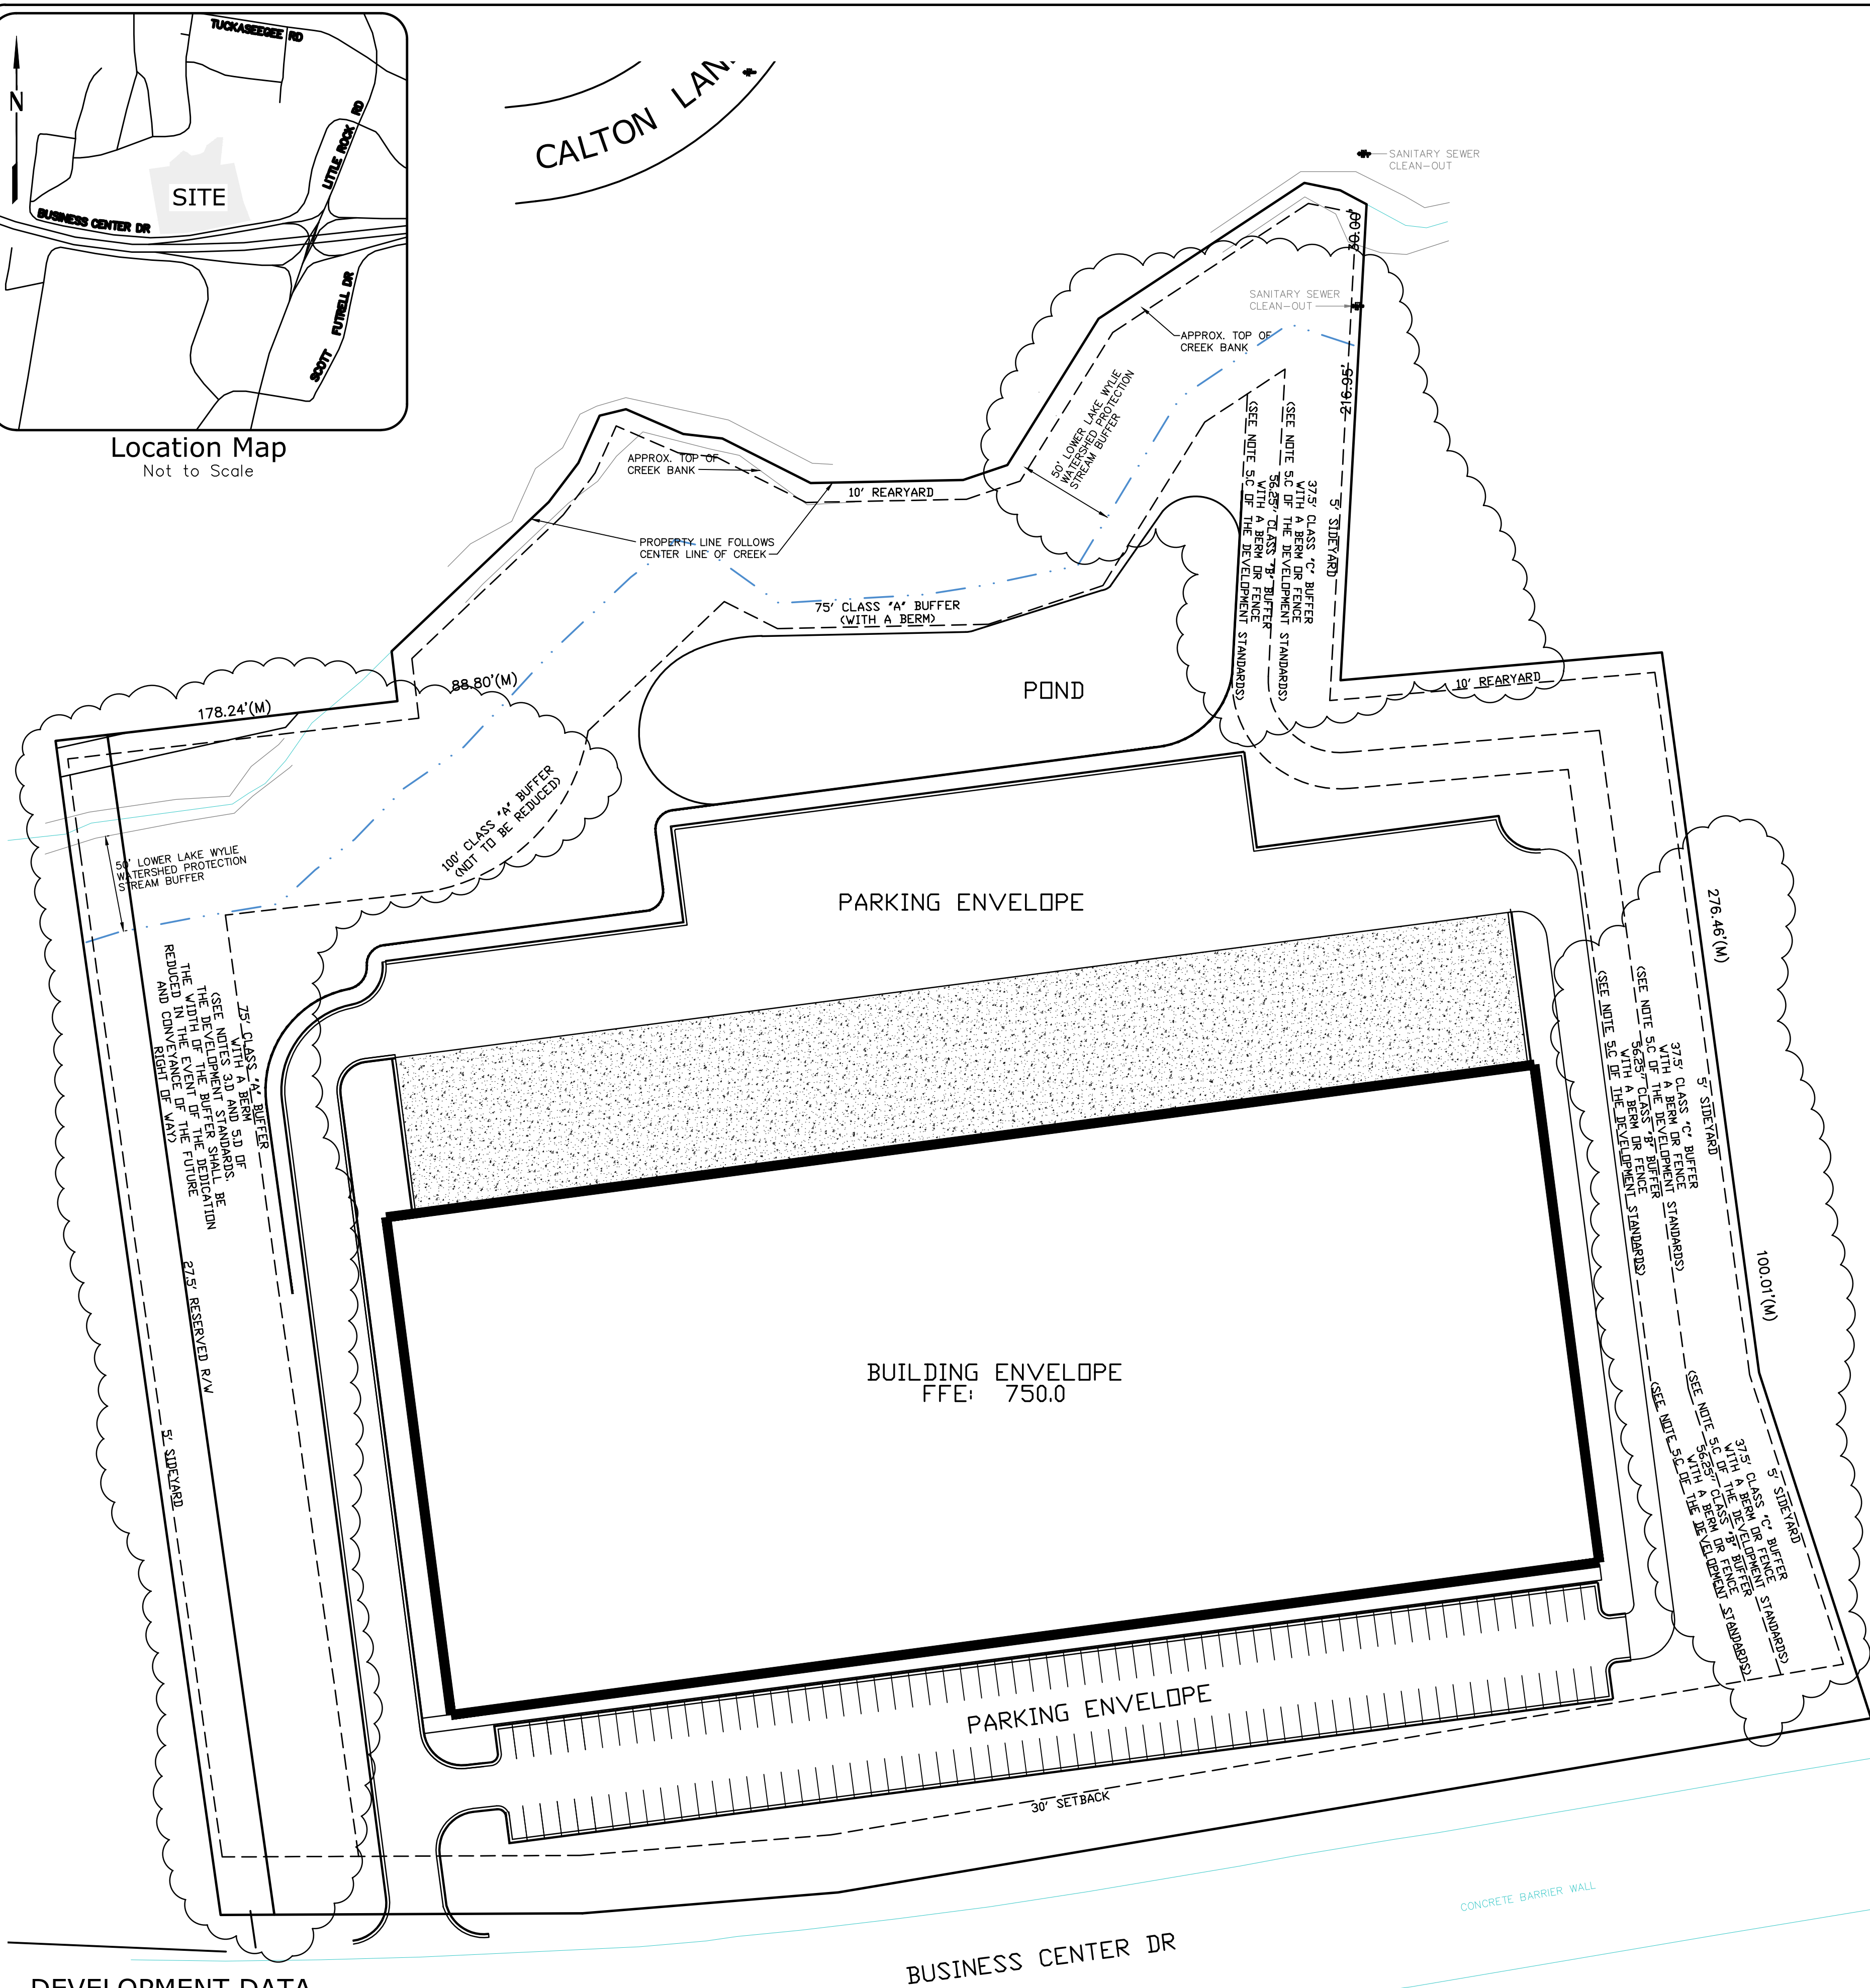 TUCKASEEGEE RD
N
LITTLE ROCK RD
SITE
BUSINESS CENTER DR
SCOTT FUTRELL DR
Location Map
Not to Scale
CALTON
SANITARY SEWER
CLEAN-OUT
30.00'
SANITARY SEWER
CLEAN-OUT
APPROX. TOP OF
CREEK BANK
216.95'
50' LOWER LAKE WYLIE
WATERSHED PROTECTION
STREAM BUFFER
APPROX. TOP OF
CREEK BANK
10' REARYARD
PROPERTY LINE FOLLOWS
CENTER LINE OF CREEK
5' SIDEYARD
37.5' CLASS "C" BUFFER
WITH A BERM OR FENCE
(SEE NOTE 5.C OF THE DEVELOPMENT STANDARDS)
56.25' CLASS "B" BUFFER
WITH A BERM OR FENCE
(SEE NOTE 5.C OF THE DEVELOPMENT STANDARDS)
75' CLASS "A" BUFFER
(WITH A BERM)
88.80'(M)
178.24'(M)
POND
10' REARYARD
100' CLASS "A" BUFFER
(NOT TO BE REDUCED)
50' LOWER LAKE WYLIE
WATERSHED PROTECTION
STREAM BUFFER
PARKING ENVELOPE
276.46'(M)
75' CLASS "A" BUFFER
WITH A BERM
(SEE NOTES 3.D AND 5.D OF
THE DEVELOPMENT STANDARDS.
THE WIDTH OF THE BUFFER SHALL BE
REDUCED IN THE EVENT OF THE DEDICATION
AND CONVEYANCE OF THE FUTURE
RIGHT OF WAY)
5' SIDEYARD
37.5' CLASS "C" BUFFER
WITH A BERM OR FENCE
(SEE NOTE 5.C OF THE DEVELOPMENT STANDARDS)
56.25' CLASS "B" BUFFER
WITH A BERM OR FENCE
(SEE NOTE 5.C OF THE DEVELOPMENT STANDARDS)
27.5' RESERVED R/W
100.01'(M)
BUILDING ENVELOPE
FFE: 750.0
5' SIDEYARD
5' SIDEYARD
37.5' CLASS "C" BUFFER
WITH A BERM OR FENCE
(SEE NOTE 5.C OF THE DEVELOPMENT STANDARDS)
56.25' CLASS "B" BUFFER
WITH A BERM OR FENCE
(SEE NOTE 5.C OF THE DEVELOPMENT STANDARDS)
PARKING ENVELOPE
30' SETBACK
CONCRETE BARRIER WALL
BUSINESS CENTER DR
DEVELOPMENT DATA